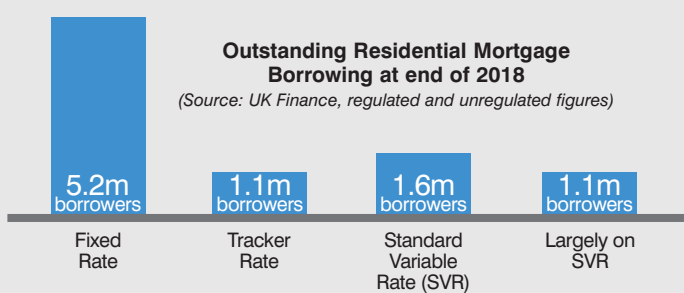 Outstanding Residential Mortgage
Borrowing at end of 2018
(Source: UK Finance, regulated and unregulated figures)
5.2m
borrowers
1.1m
borrowers
1.6m
borrowers
1.1m
borrowers
Fixed
Rate
Tracker
Rate
Standard
Variable
Rate (SVR)
Largely on
SVR